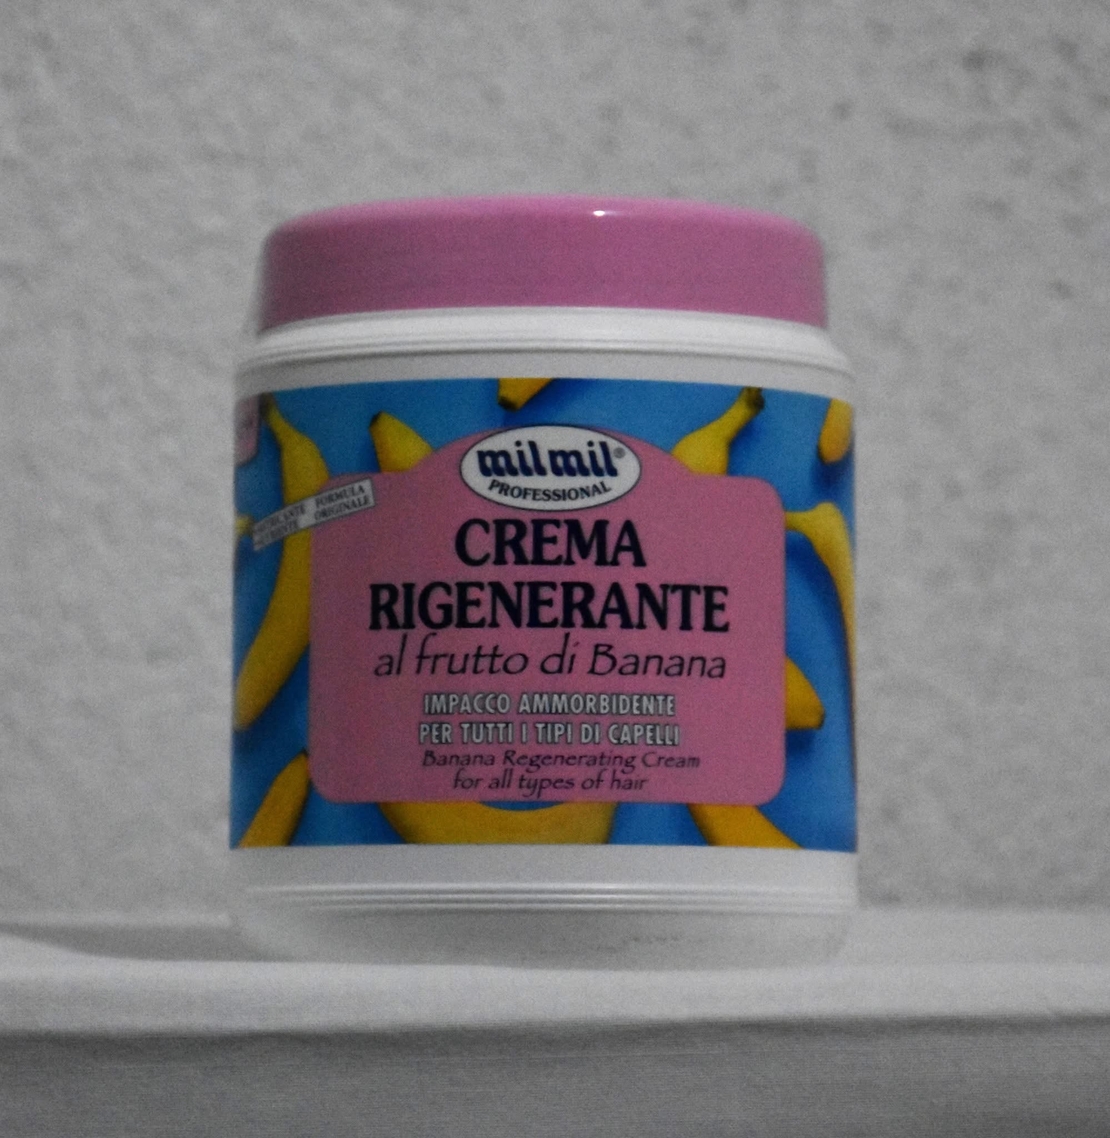 milmil®
PROFESSIONAL
FORMULA
ORIGINALE
CREMA
RIGENERANTE
al frutto di Banana
IMPACCO AMMORBIDENTE
PER TUTTI I TIPI DI CAPELLI
Banana Regenerating Cream
for all types of hair